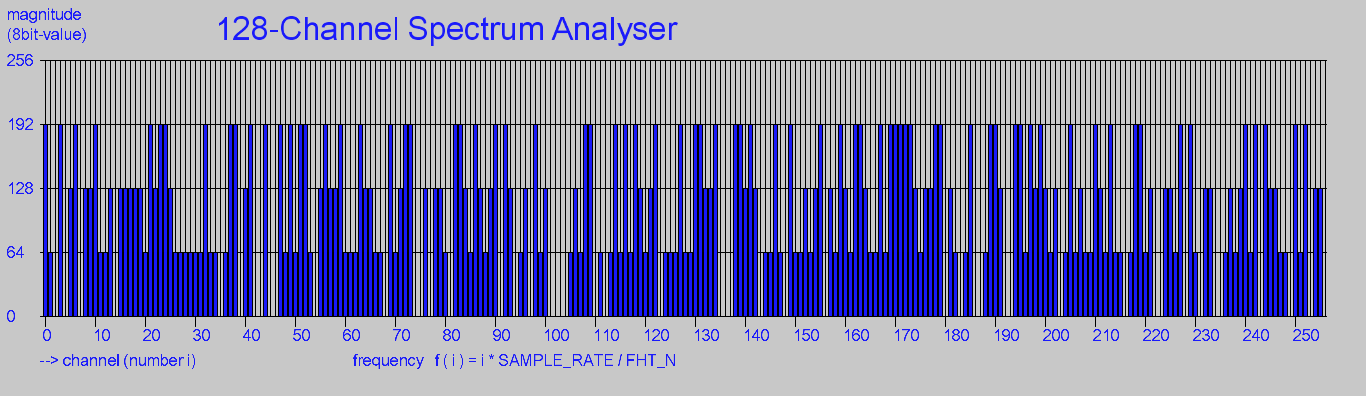 magnitude
(8bit-value)
128-Channel Spectrum Analyser
256
192
128
64
0
0 10 20 30 40 50 60 70 80 90 100 110 120 130 140 150 160 170 180 190 200 210 220 230 240 250
--> channel (number i)
frequency f ( i ) = i * SAMPLE_RATE / FHT_N